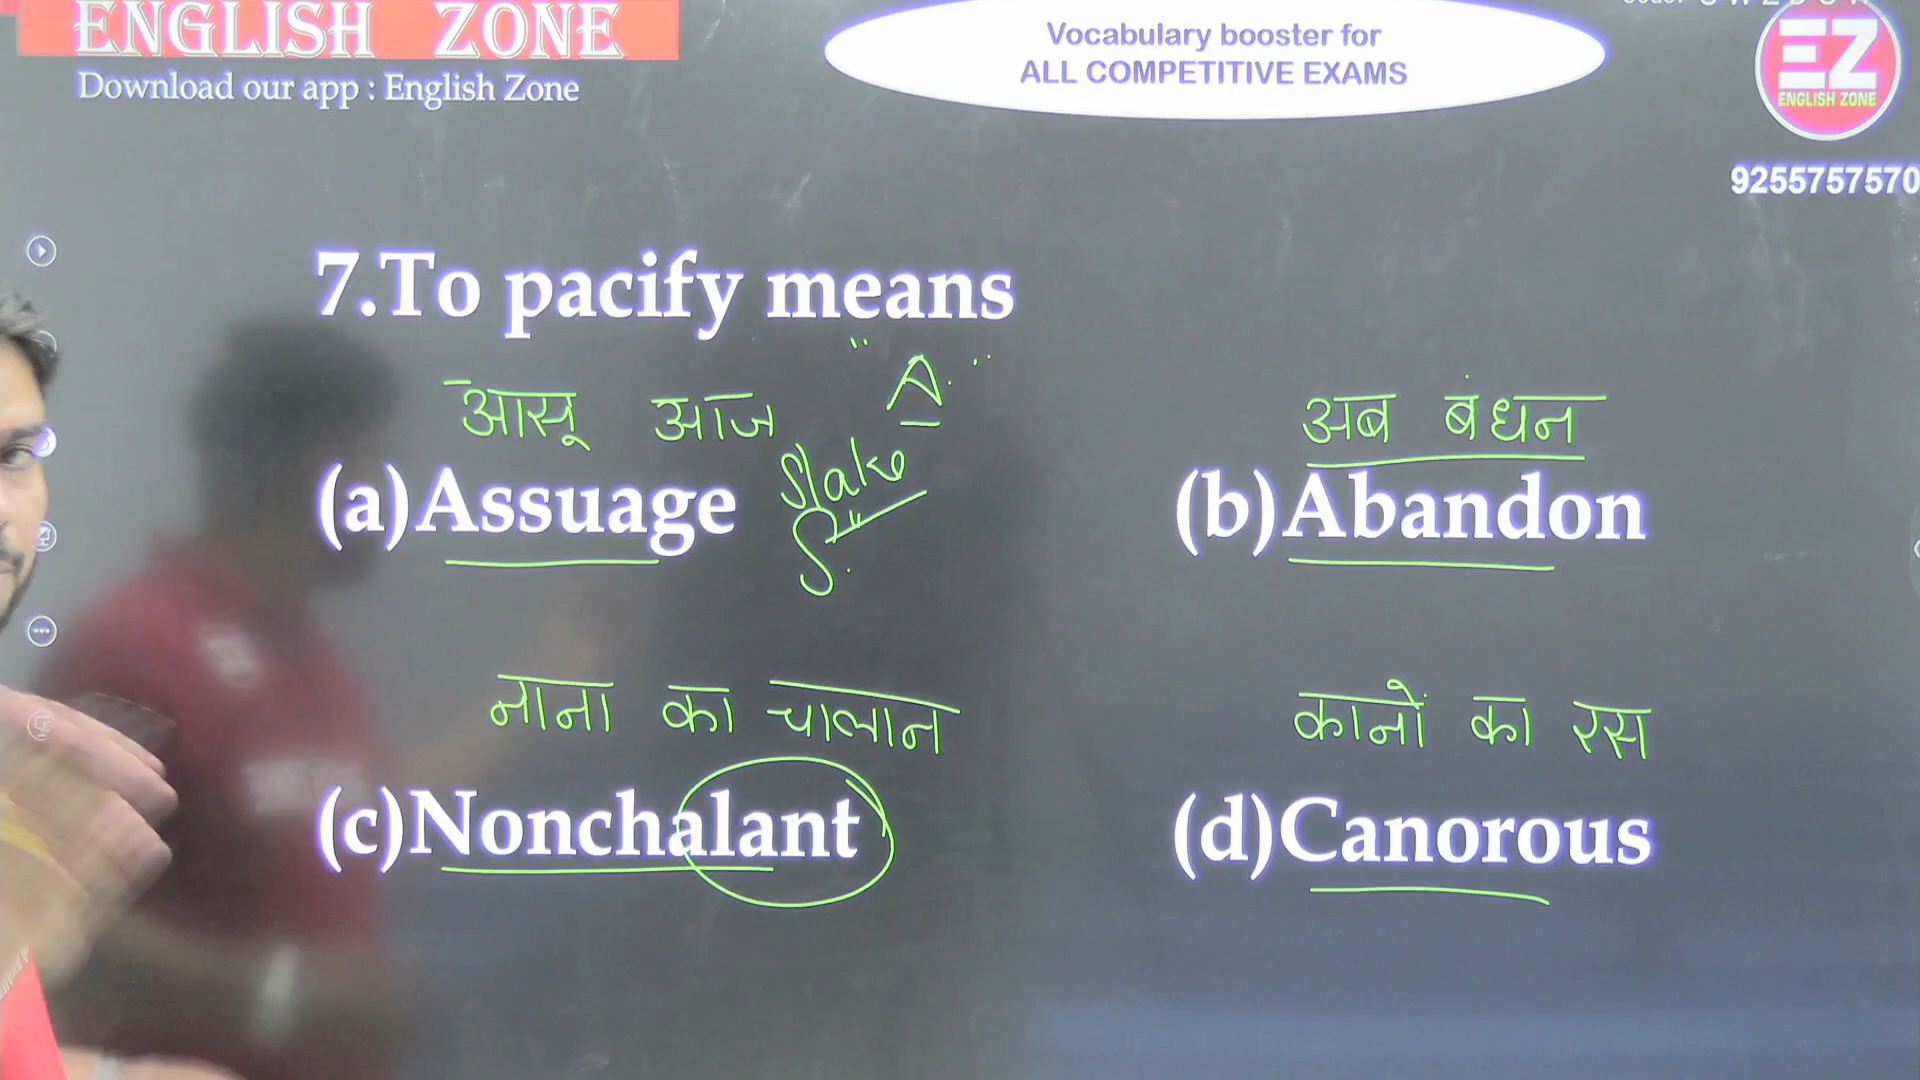 ENGLISH ZONE
Download our app : English Zone
Vocabulary booster for
ALL COMPETITIVE EXAMS
EZ
ENGLISH ZONE
9255757570
7.To pacify means
"A."
आसू आज
अब बंधन
Slake
(a)Assuage
S"
(b)Abandon
नाना का चालान
कानों का रस
(c)Nonchalant
(d)Canorous